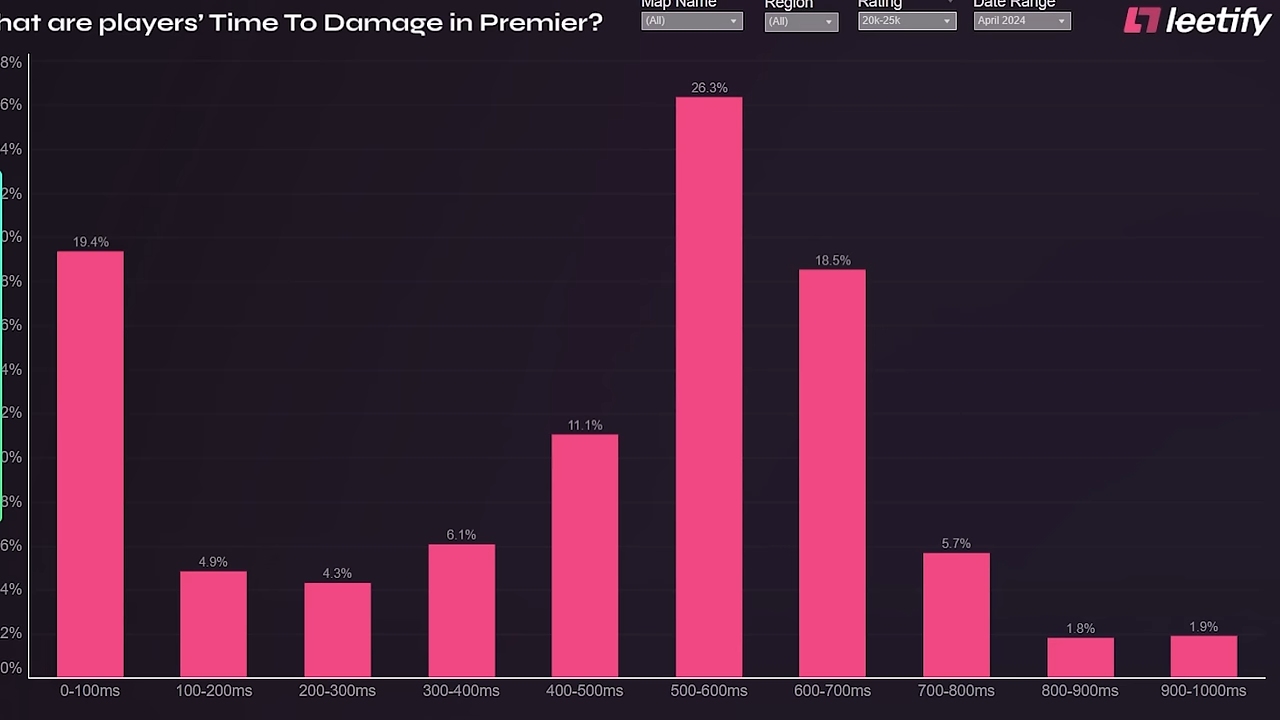 hat are players' Time To Damage in Premier?
Map Name
Region
Rating
Date Range
(All)
(All)
20k-25k
April 2024
leetify
8%
6%
4%
2%
0%
8%
6%
4%
2%
0%
8%
6%
4%
2%
0%
19.4%
4.9%
4.3%
6.1%
11.1%
26.3%
18.5%
5.7%
1.8%
1.9%
0-100ms
100-200ms
200-300ms
300-400ms
400-500ms
500-600ms
600-700ms
700-800ms
800-900ms
900-1000ms